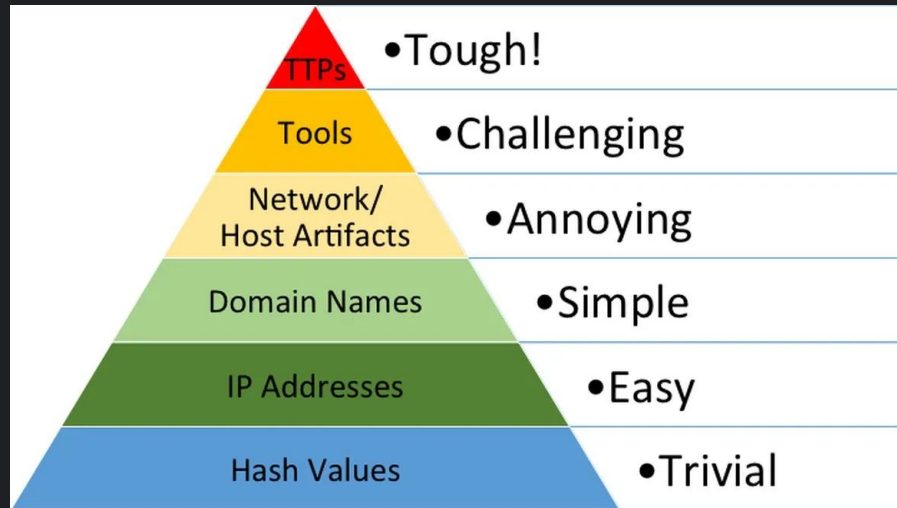 TTPs
•Tough!
Tools
•Challenging
Network/
Host Artifacts
•Annoying
Domain Names
•Simple
IP Addresses
•Easy
Hash Values
•Trivial